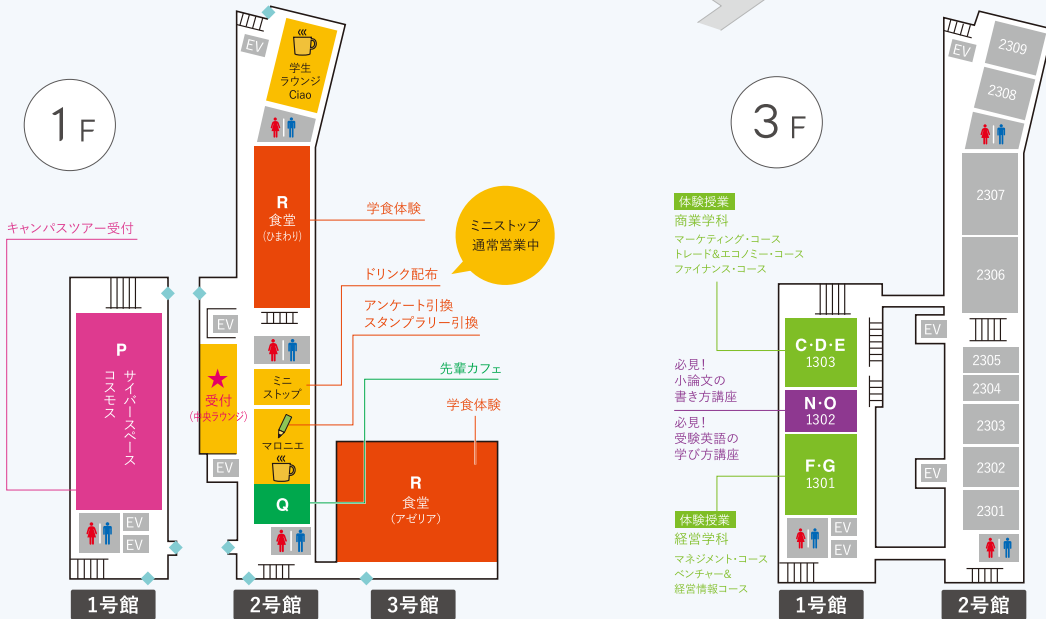 1F
EV
学生
ラウンジ
Ciao
R
食堂
(ひまわり)
学食体験
ミニストップ
通常営業中
キャンパスツアー受付
ドリンク配布
アンケート引換
スタンプラリー引換
EV
P
サイバースペース
コスモス
★
受付
(中央ラウンジ)
ミニ
ストップ
先輩カフェ
マロニエ
学食体験
EV
Q
R
食堂
(アゼリア)
EV
EV
1号館
2号館
3号館
3F
EV
2309
2308
2307
2306
体験授業
商業学科
マーケティング・コース
トレード&エコノミー・コース
ファイナンス・コース
EV
C・D・E
1303
2305
必見!
小論文の
書き方講座
N・O
1302
2304
必見!
受験英語の
学び方講座
2303
F・G
1301
2302
EV
2301
体験授業
経営学科
マネジメント・コース
ベンチャー&
経営情報コース
EV
EV
1号館
2号館